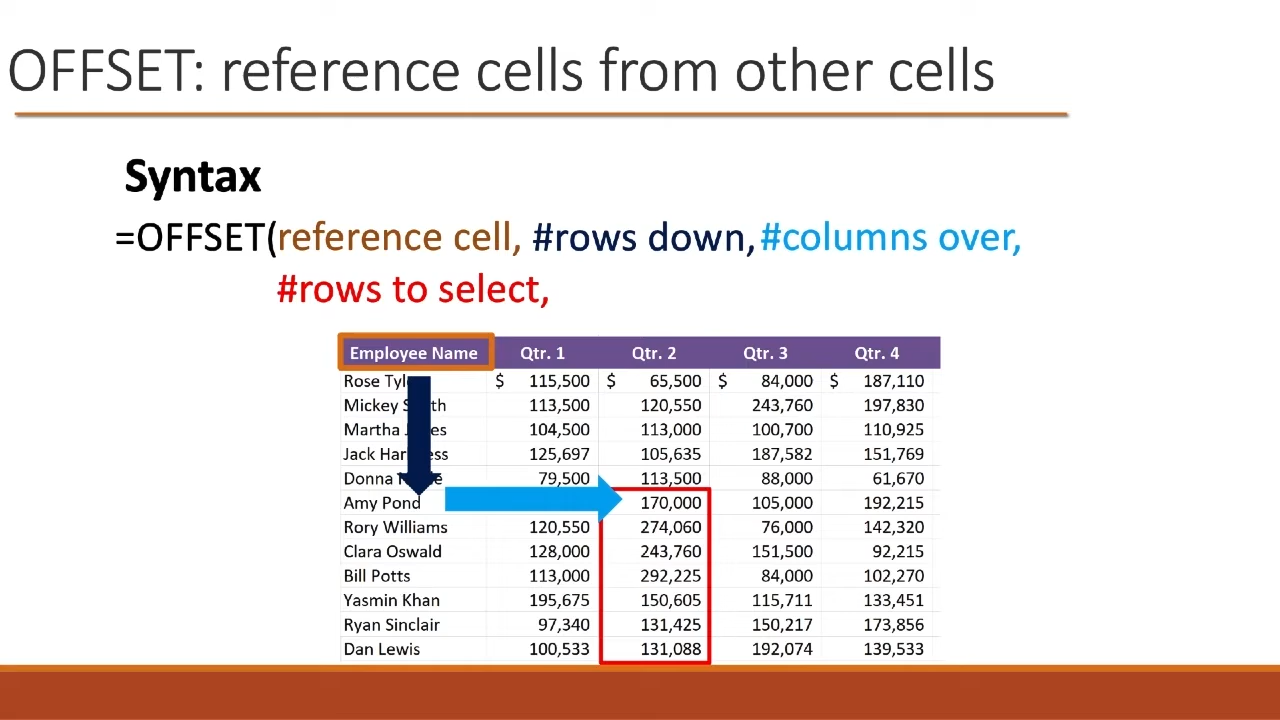 OFFSET: reference cells from other cells
Syntax
=OFFSET(reference cell, #rows down, #columns over,
#rows to select,
Employee Name Qtr. 1 Qtr. 2 Qtr. 3 Qtr. 4
Rose $ 115,500 $ 65,500 $ 84,000 $ 187,110
Mickey 113,500 120,550 243,760 197,830
Martha 104,500 113,000 100,700 110,925
Jack 125,697 105,635 187,582 151,769
Donna 79,500 113,500 88,000 61,670
Amy Pond 170,000 105,000 192,215
Rory Williams 120,550 274,060 76,000 142,320
Clara Oswald 128,000 243,760 151,500 92,215
Bill Potts 113,000 292,225 84,000 102,270
Yasmin Khan 195,675 150,605 115,711 133,451
Ryan Sinclair 97,340 131,425 150,217 173,856
Dan Lewis 100,533 131,088 192,074 139,533